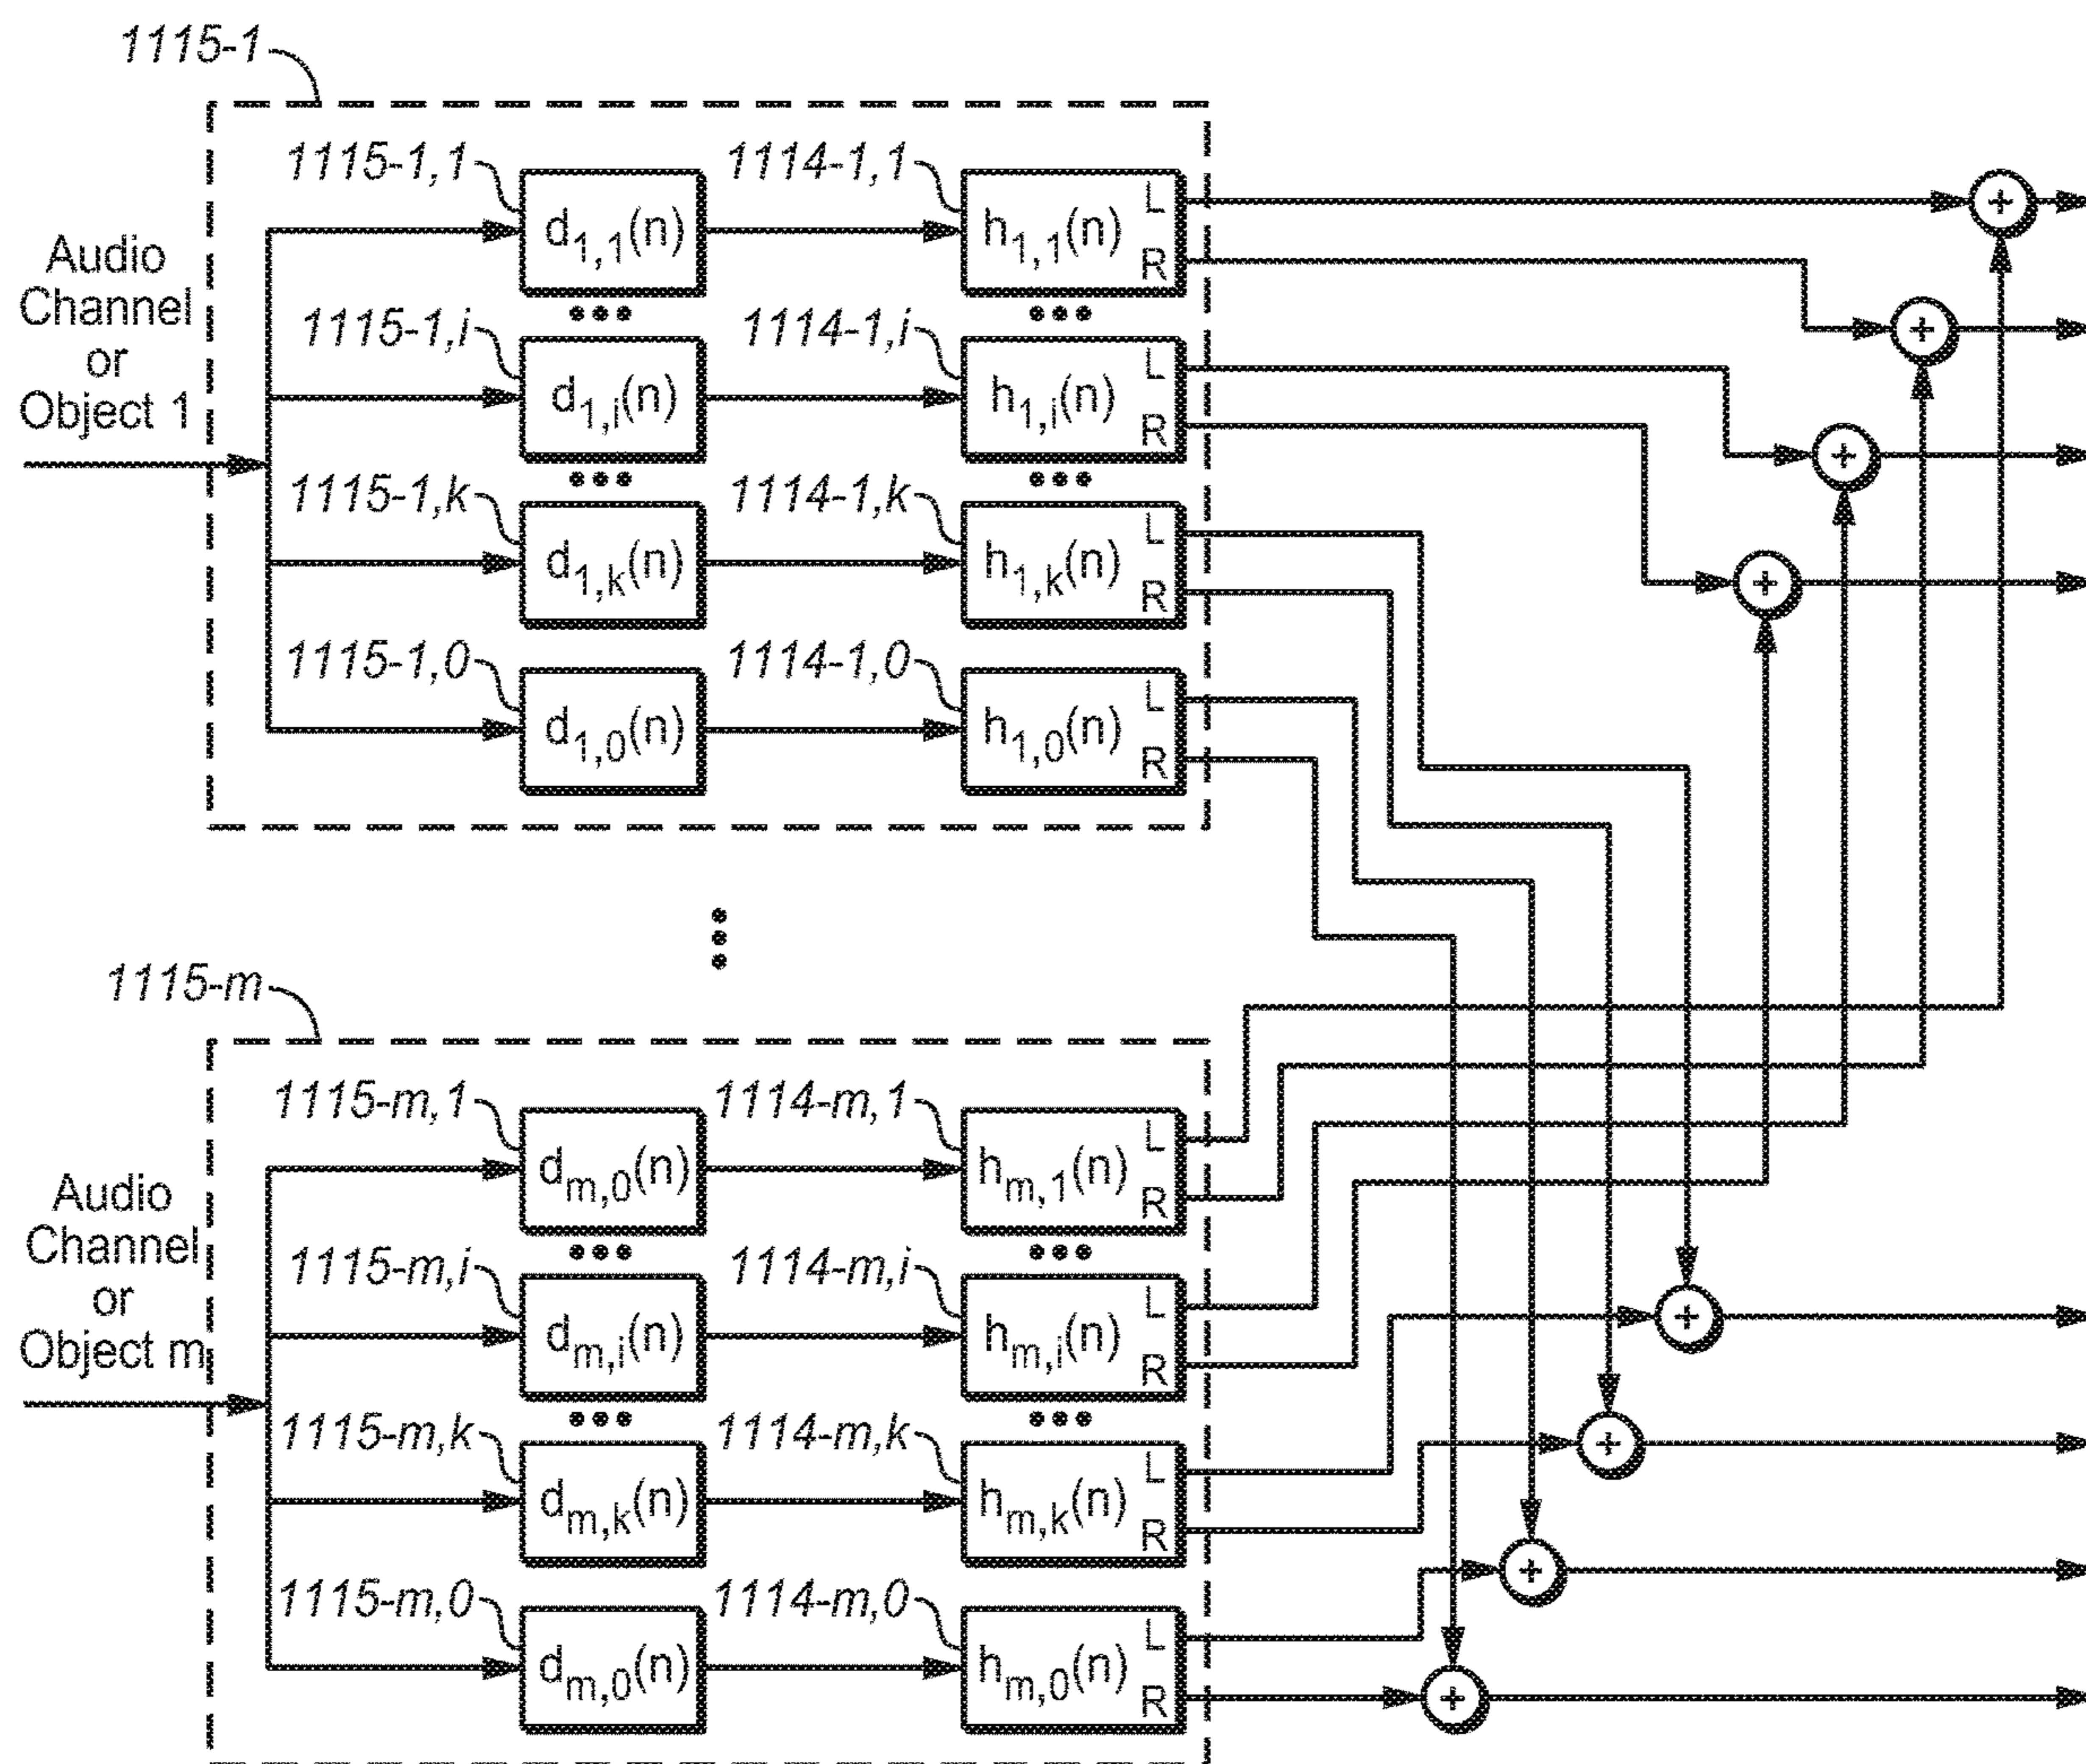 1115-1
1115-1,1
1114-1,1
d1,1(n)
h1,1(n)
L
R
+
Audio
Channel
or
Object 1
1115-1,i
1114-1,i
d1,i(n)
h1,i(n)
L
R
+
+
1115-1,k
1114-1,k
d1,k(n)
h1,k(n)
L
R
+
1115-1,0
1114-1,0
d1,0(n)
h1,0(n)
L
R
1115-m
1115-m,1
1114-m,1
dm,0(n)
hm,1(n)
L
R
Audio
Channel
or
Object m
1115-m,i
1114-m,i
dm,i(n)
hm,i(n)
L
R
+
1115-m,k
1114-m,k
dm,k(n)
hm,k(n)
L
R
+
1115-m,0
1114-m,0
dm,0(n)
hm,0(n)
L
R
+
+